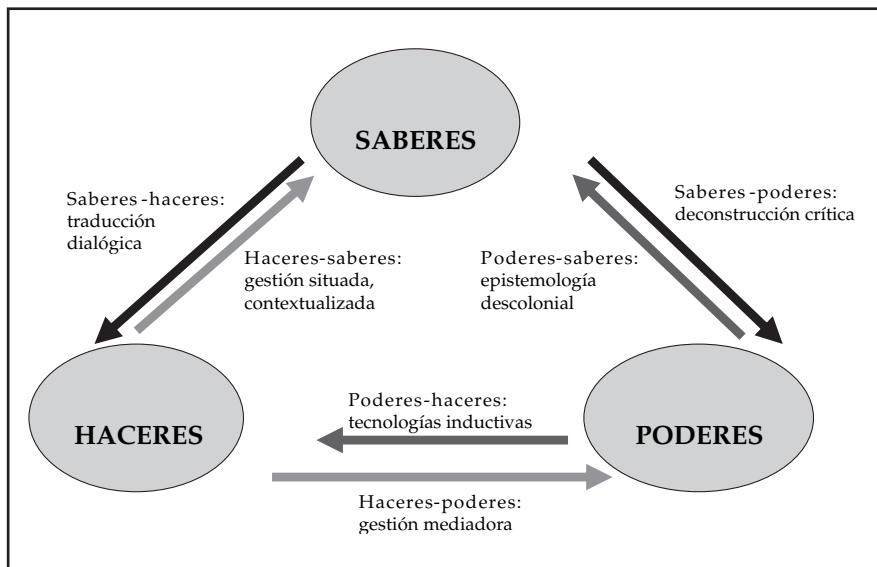 SABERES
Saberes-haceres:
traducción
dialógica
Haceres-saberes:
gestión situada,
contextualizada
Saberes-poderes:
deconstrucción crítica
Poderes-saberes:
epistemología
descolonial
HACERES
Poderes-haceres:
tecnologías inductivas
PODERES
Haceres-poderes:
gestión mediadora